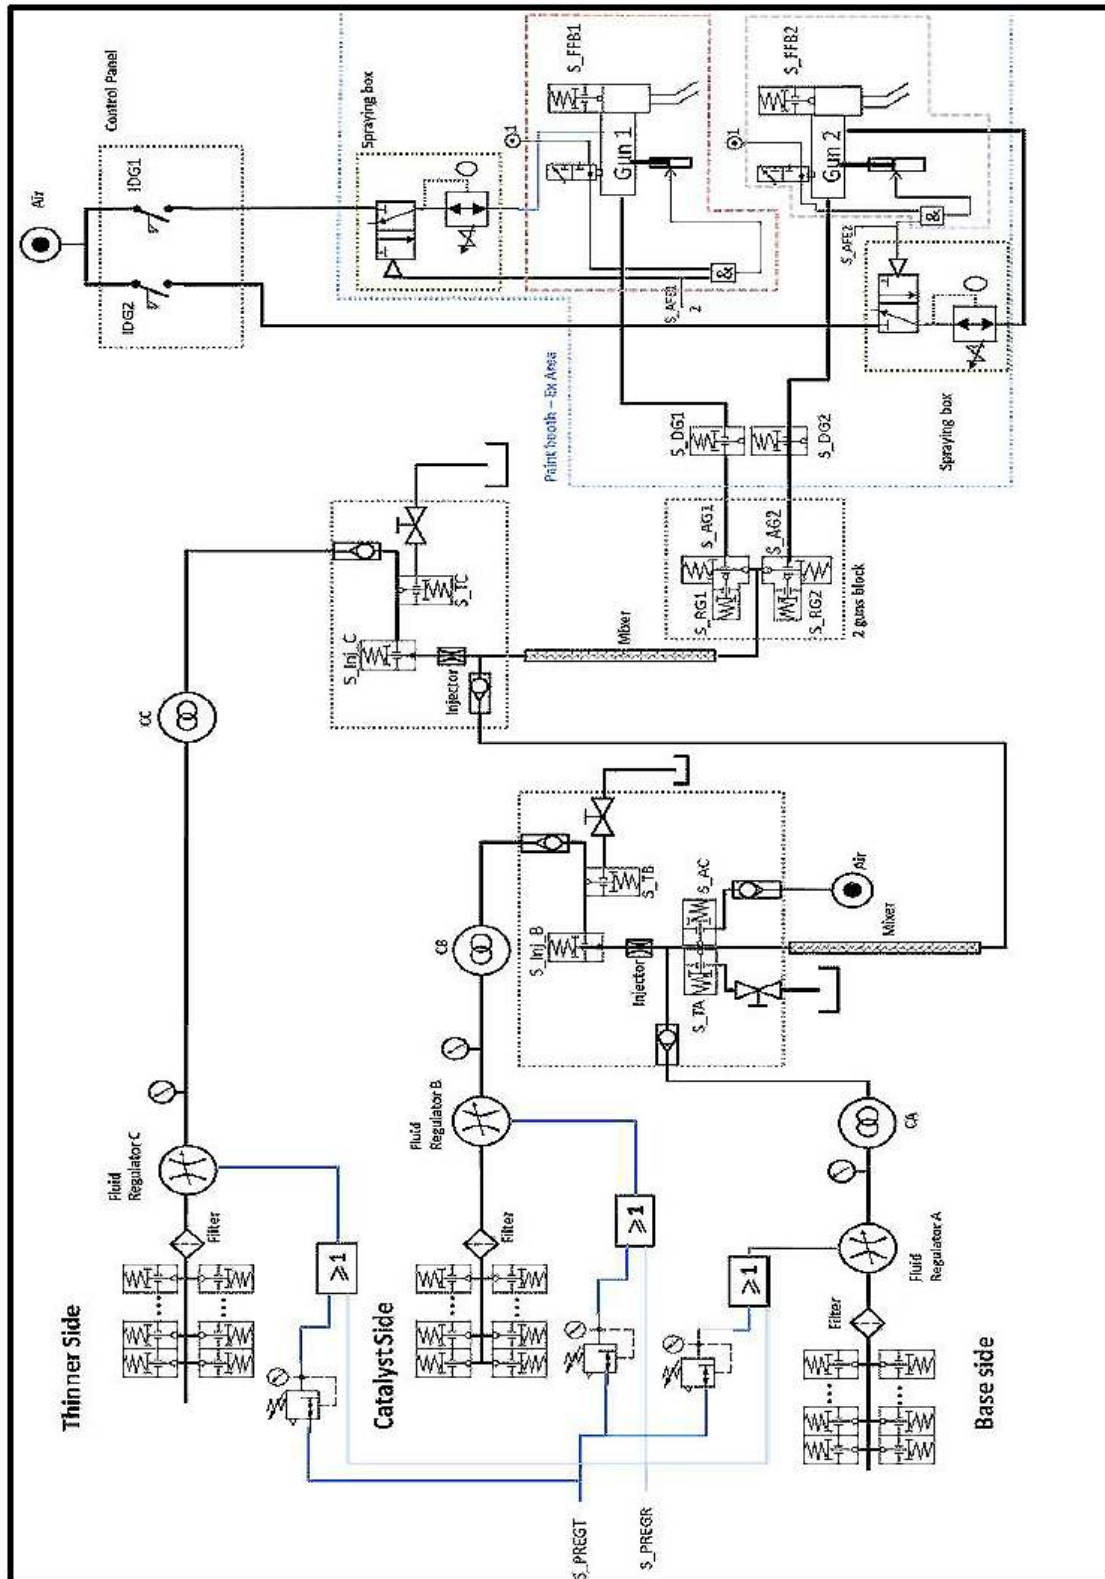 Thinner Side
Catalyst Side
Base side
S_PREGT
S_PREGR
≥1
≥1
≥1
Filter
Filter
Filter
Fluid
Regulator C
Fluid
Regulator B
Fluid
Regulator A
CC
CB
CA
S_Inj_C
S_TC
Injector
Mixer
S_Inj_B
S_TB
Injector
S_TA
S_AC
Air
Mixer
S_RG1
S_AG1
S_RG2
S_AG2
2 guns block
S_DG1
S_DG2
Paint booth – Ex Area
Air
IDG2
IDG1
Control Panel
Spraying box
S_FFB1
1
Gun 1
S_AFE1
2
&
S_FFB2
1
Gun 2
S_AFE2
&
Spraying box